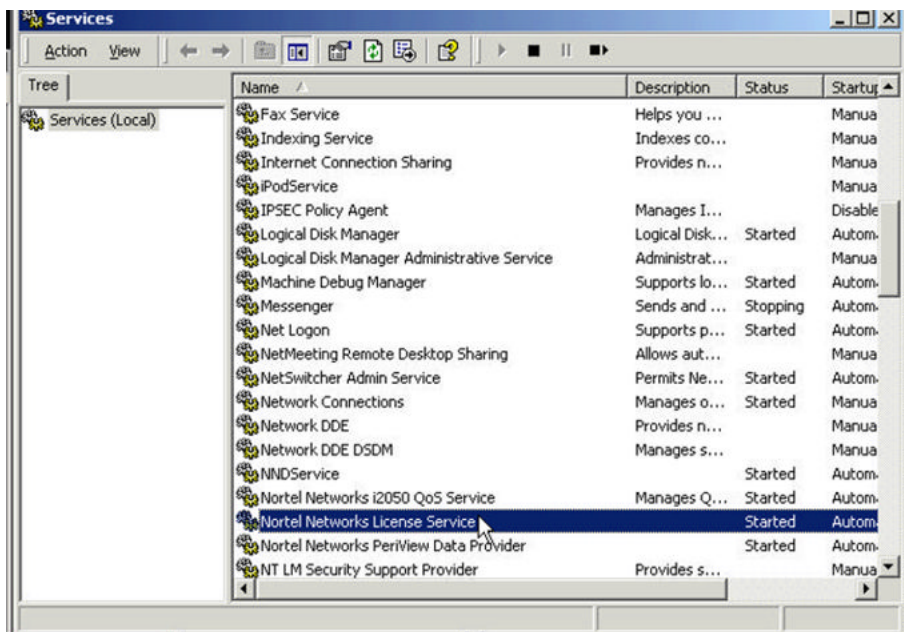 Services
Action View
Tree
Name Description Status Startup
Services (Local)
Fax Service Helps you ... Manua
Indexing Service Indexes co... Manua
Internet Connection Sharing Provides n... Manua
iPodService Manua
IPSEC Policy Agent Manages I... Disable
Logical Disk Manager Logical Disk... Started Autom
Logical Disk Manager Administrative Service Administrat... Manua
Machine Debug Manager Supports lo... Started Autom
Messenger Sends and ... Stopping Autom
Net Logon Supports p... Started Autom
NetMeeting Remote Desktop Sharing Allows aut... Manua
NetSwitcher Admin Service Permits Ne... Started Autom
Network Connections Manages o... Started Manua
Network DDE Provides n... Manua
Network DDE DSDM Manages s... Manua
NNDService Started Autom
Nortel Networks i2050 QoS Service Manages Q... Started Autom
Nortel Networks License Service Started Autom
Nortel Networks PeriView Data Provider Started Autom
NT LM Security Support Provider Provides s... Manua